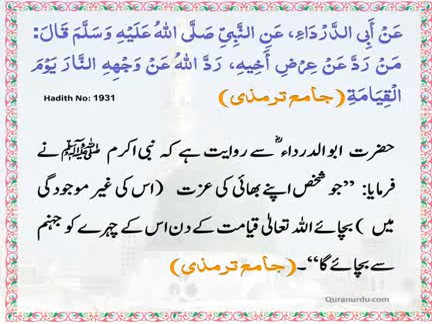 عَنْ أَبِي الدَّرْدَاءِ، عَنِ النَّبِيِّ صَلَّى اللهُ عَلَيْهِ وَسَلَّمَ قَالَ:
مَنْ رَدَّ عَنْ عِرْضِ أَخِيهِ، رَدَّ اللهُ عَنْ وَجْهِهِ النَّارَ يَوْمَ
الْقِيَامَةِ (جامع ترمذی) Hadith No: 1931
حضرت ابوالدرداءؓ سے روایت ہے کہ نبی اکرم ﷺ نے
فرمایا: ”جو شخص اپنے بھائی کی عزت (اس کی غیر موجودگی
میں) بچائے اللہ تعالیٰ قیامت کے دن اس کے چہرے کو جہنم
سے بچائے گا“۔ (جامع ترمذی)
Quranurdu.com